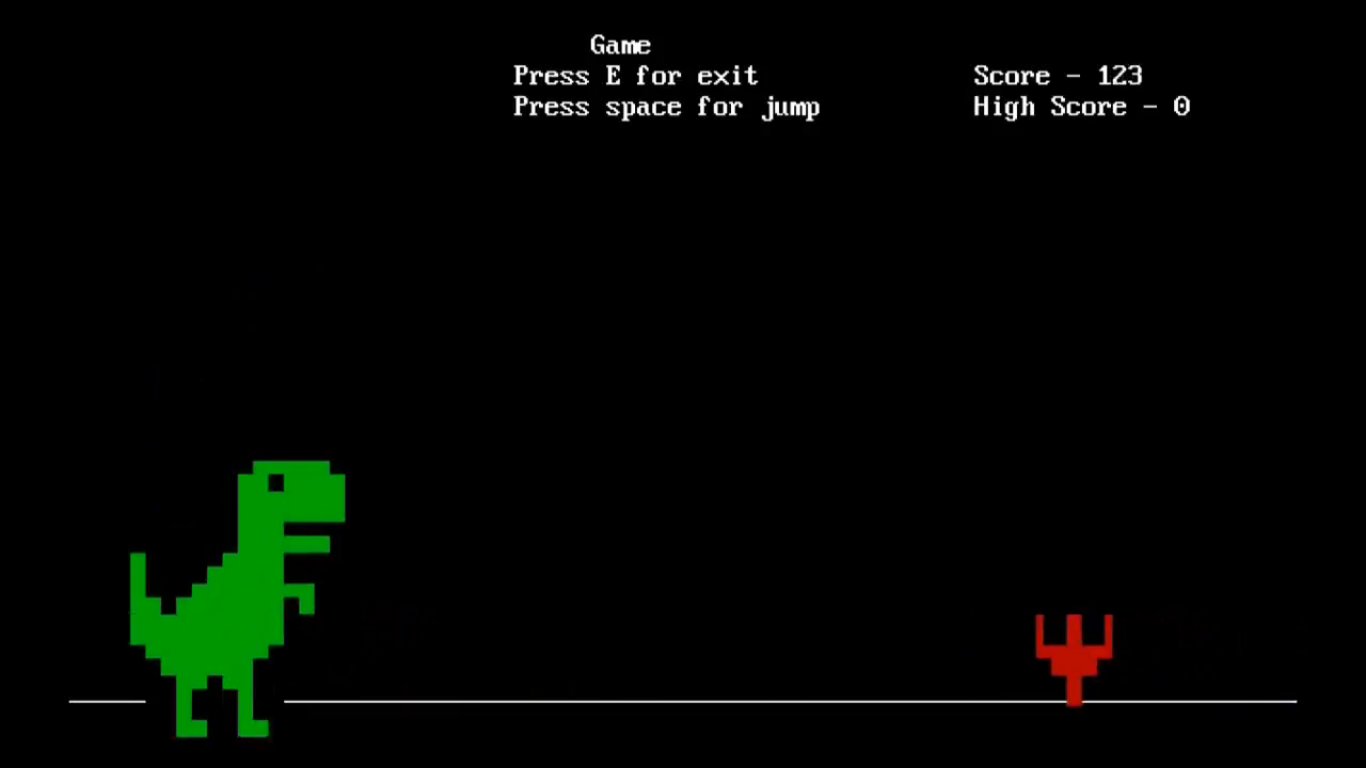 Game
Press E for exit
Score - 123
Press space for jump
High Score - 0